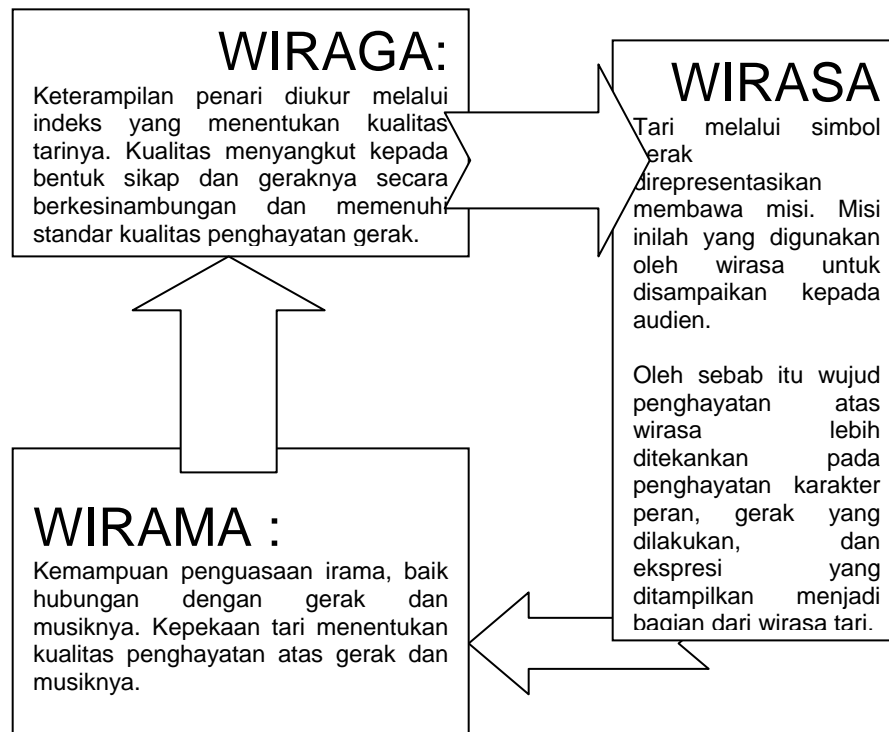 WIRAGA:
Keterampilan penari diukur melalui
indeks yang menentukan kualitas
tarinya. Kualitas menyangkut kepada
bentuk sikap dan geraknya secara
berkesinambungan dan memenuhi
standar kualitas penghayatan gerak.
WIRASA
Tari melalui simbol
gerak
direpresentasikan
membawa misi. Misi
inilah yang digunakan
oleh wirasa untuk
disampaikan kepada
audien.
Oleh sebab itu wujud
penghayatan atas
wirasa lebih
ditekankan pada
penghayatan karakter
peran, gerak yang
dilakukan, dan
ekspresi yang
ditampilkan menjadi
bagian dari wirasa tari.
WIRAMA :
Kemampuan penguasaan irama, baik
hubungan dengan gerak dan
musiknya. Kepekaan tari menentukan
kualitas penghayatan atas gerak dan
musiknya.